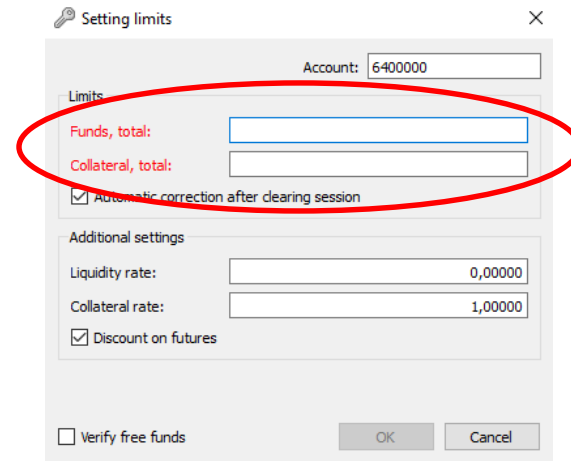 Setting limits
Account: 6400000
Limits
Funds, total:
Collateral, total:
Automatic correction after clearing session
Additional settings
Liquidity rate: 0,00000
Collateral rate: 1,00000
Discount on futures
Verify free funds OK Cancel